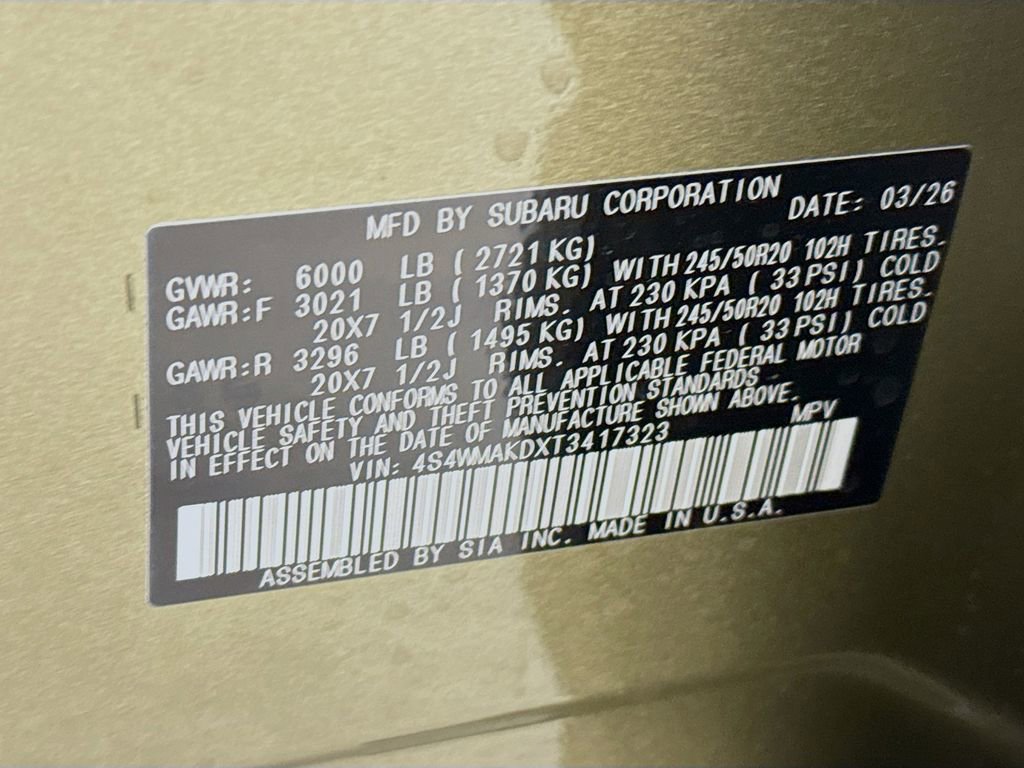 MFD BY SUBARU CORPORATION DATE: 03/26
GVWR: 6000 LB ( 2721 KG)
GAWR:F 3021 LB ( 1370 KG) WITH 245/50R20 102H TIRES.
20X7 1/2J RIMS. AT 230 KPA ( 33 PSI) COLD
GAWR:R 3296 LB ( 1495 KG) WITH 245/50R20 102H TIRES.
20X7 1/2J RIMS. AT 230 KPA ( 33 PSI) COLD
THIS VEHICLE CONFORMS TO ALL APPLICABLE FEDERAL MOTOR
VEHICLE SAFETY AND THEFT PREVENTION STANDARDS
IN EFFECT ON THE DATE OF MANUFACTURE SHOWN ABOVE.
VIN: 4S4WMAKDXT3417323 MPV
ASSEMBLED BY SIA INC. MADE IN U.S.A.